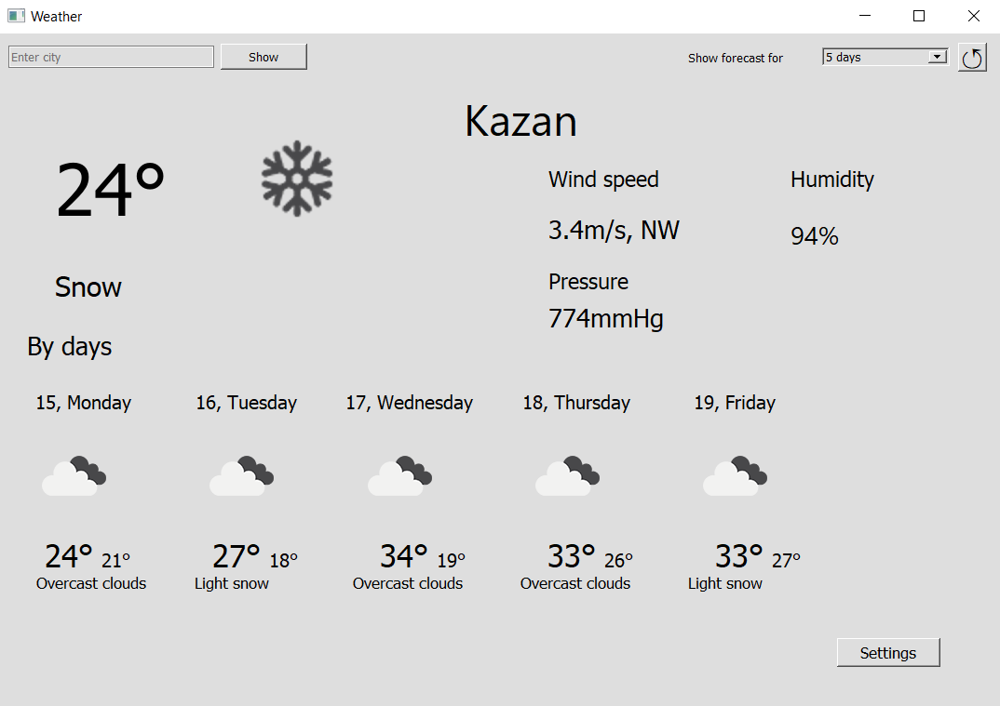 Weather
Enter city
Show
Show forecast for
5 days
Kazan
24°
Wind speed
Humidity
3.4m/s, NW
94%
Snow
Pressure
774mmHg
By days
15, Monday
16, Tuesday
17, Wednesday
18, Thursday
19, Friday
24° 21°
27° 18°
34° 19°
33° 26°
33° 27°
Overcast clouds
Light snow
Overcast clouds
Overcast clouds
Light snow
Settings